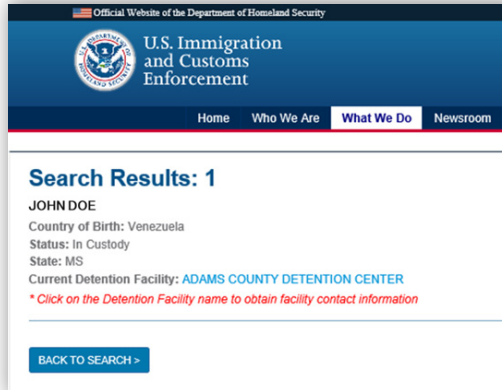 Official Website of the Department of Homeland Security
U.S. Immigration
and Customs
Enforcement
Home Who We Are What We Do Newsroom
Search Results: 1
JOHN DOE
Country of Birth: Venezuela
Status: In Custody
State: MS
Current Detention Facility: ADAMS COUNTY DETENTION CENTER
* Click on the Detention Facility name to obtain facility contact information
BACK TO SEARCH >